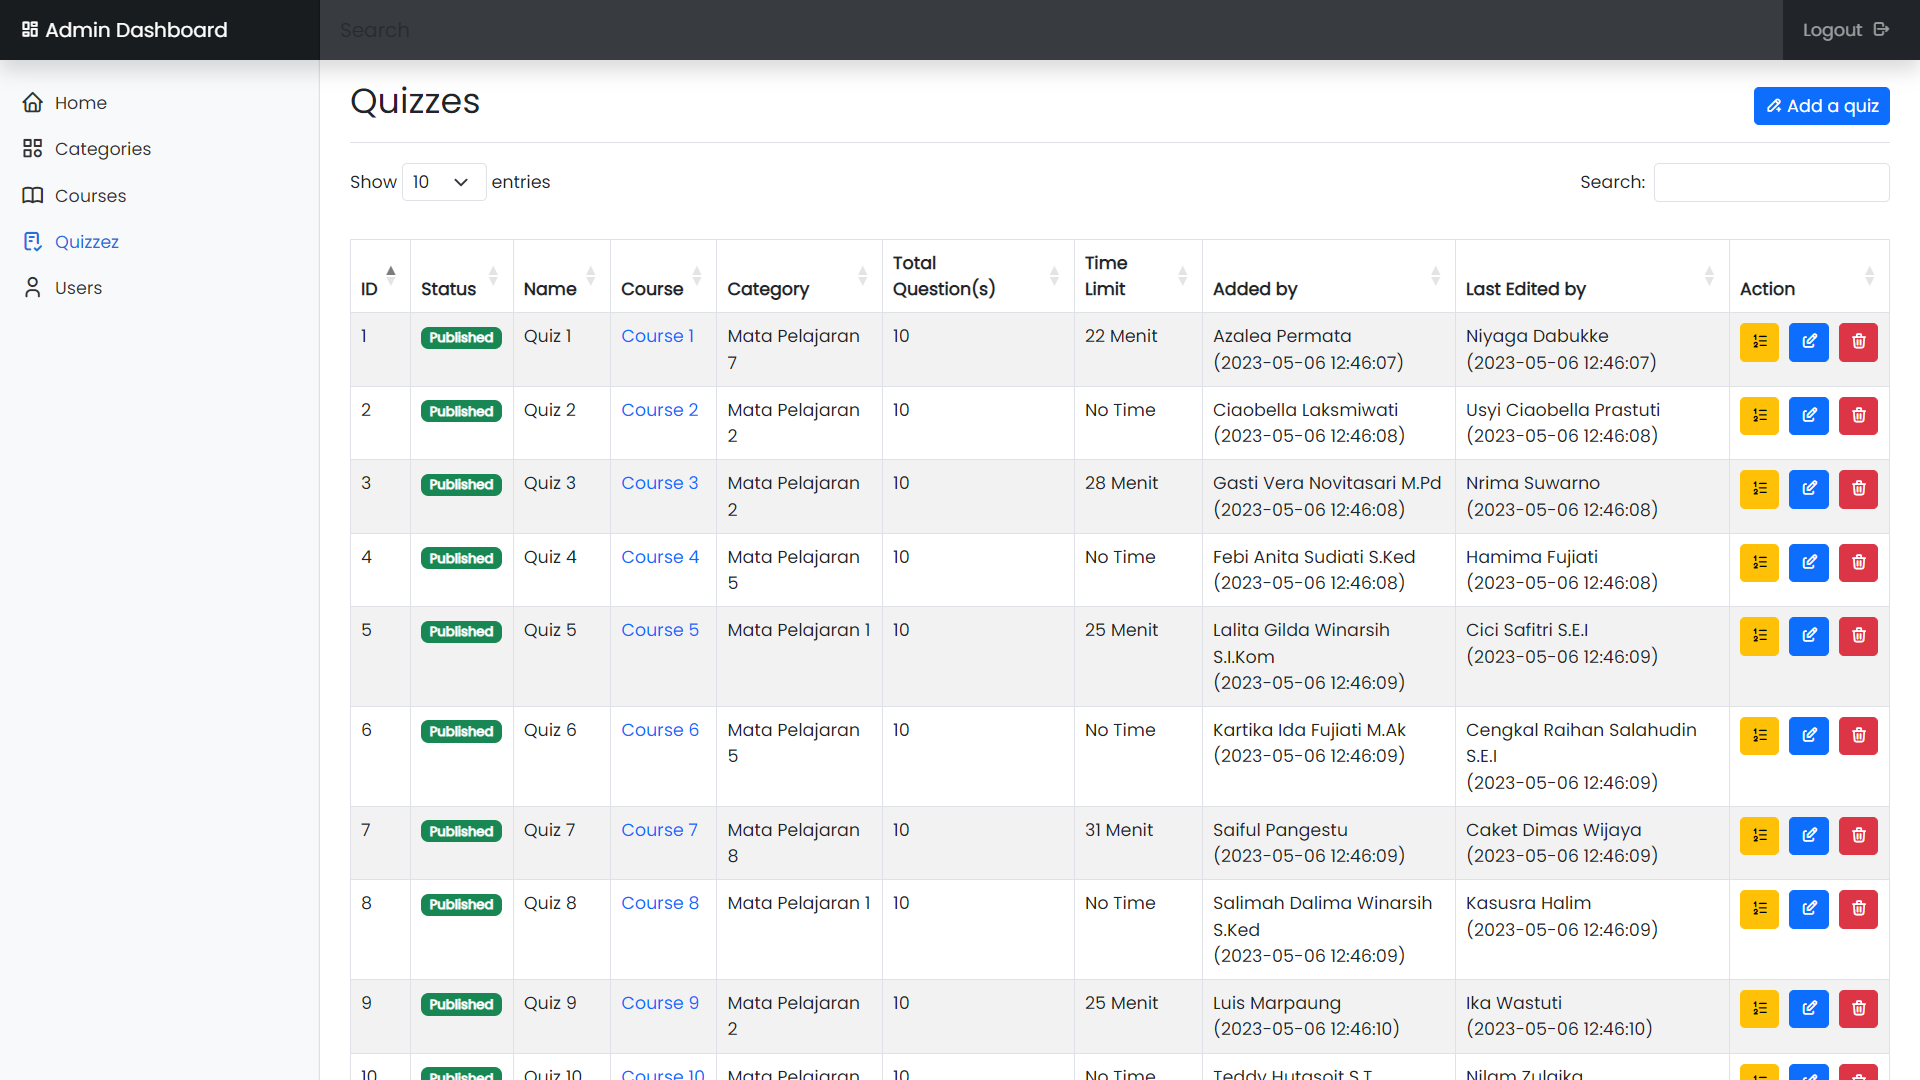 Admin Dashboard
Search
Logout
Home
Categories
Courses
Quizzez
Users
Quizzes
Add a quiz
Show 10 entries
Search:
ID Status Name Course Category Total Question(s) Time Limit Added by Last Edited by Action
1 Published Quiz 1 Course 1 Mata Pelajaran 7 10 22 Menit Azalea Permata (2023-05-06 12:46:07) Niyaga Dabukke (2023-05-06 12:46:07)
2 Published Quiz 2 Course 2 Mata Pelajaran 2 10 No Time Ciaobella Laksmiwati (2023-05-06 12:46:08) Usyi Ciaobella Prastuti (2023-05-06 12:46:08)
3 Published Quiz 3 Course 3 Mata Pelajaran 2 10 28 Menit Gasti Vera Novitasari M.Pd (2023-05-06 12:46:08) Nrima Suwarno (2023-05-06 12:46:08)
4 Published Quiz 4 Course 4 Mata Pelajaran 5 10 No Time Febi Anita Sudiati S.Ked (2023-05-06 12:46:08) Hamima Fujiati (2023-05-06 12:46:08)
5 Published Quiz 5 Course 5 Mata Pelajaran 1 10 25 Menit Lalita Gilda Winarsih S.I.Kom (2023-05-06 12:46:09) Cici Safitri S.E.I (2023-05-06 12:46:09)
6 Published Quiz 6 Course 6 Mata Pelajaran 5 10 No Time Kartika Ida Fujiati M.Ak (2023-05-06 12:46:09) Cengkal Raihan Salahudin S.E.I (2023-05-06 12:46:09)
7 Published Quiz 7 Course 7 Mata Pelajaran 8 10 31 Menit Saiful Pangestu (2023-05-06 12:46:09) Caket Dimas Wijaya (2023-05-06 12:46:09)
8 Published Quiz 8 Course 8 Mata Pelajaran 1 10 No Time Salimah Dalima Winarsih S.Ked (2023-05-06 12:46:09) Kasusra Halim (2023-05-06 12:46:09)
9 Published Quiz 9 Course 9 Mata Pelajaran 2 10 25 Menit Luis Marpaung (2023-05-06 12:46:10) Ika Wastuti (2023-05-06 12:46:10)
10 Published Quiz 10 Course 10 Mata Pelajaran 10 No Time Teddy Hutasoit S.T Nilam Zulaika